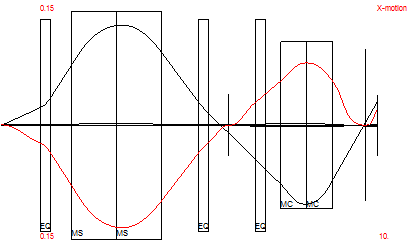 0.15 X-motion
EQ MS MS EQ EQ MC MC
0.15 10.